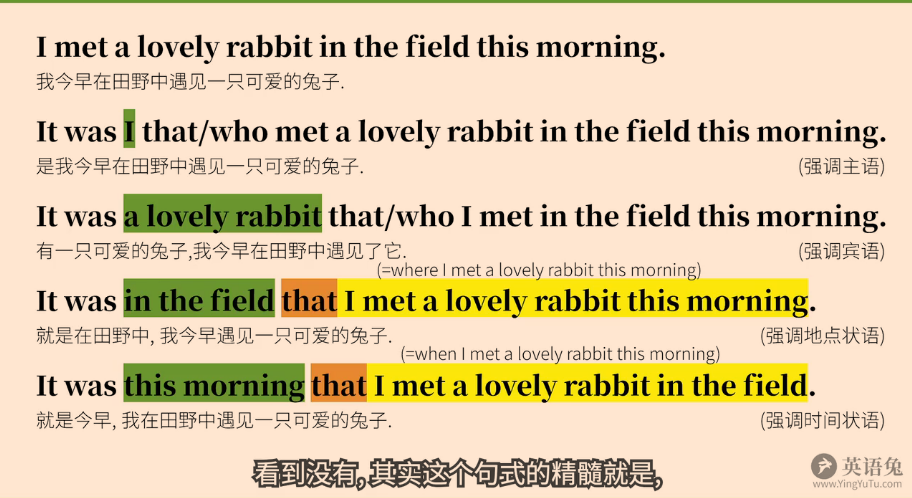 I met a lovely rabbit in the field this morning.
我今早在田野中遇见一只可爱的兔子.
It was I that/who met a lovely rabbit in the field this morning.
是我今早在田野中遇见一只可爱的兔子. (强调主语)
It was a lovely rabbit that/who I met in the field this morning.
有一只可爱的兔子,我今早在田野中遇见了它. (强调宾语)
(=where I met a lovely rabbit this morning)
It was in the field that I met a lovely rabbit this morning.
就是在田野中, 我今早遇见一只可爱的兔子. (强调地点状语)
(=when I met a lovely rabbit this morning)
It was this morning that I met a lovely rabbit in the field.
就是今早, 我在田野中遇见一只可爱的兔子. (强调时间状语)
看到没有, 其实这个句式的精髓就是,
英语兔
www.YingYuTu.com